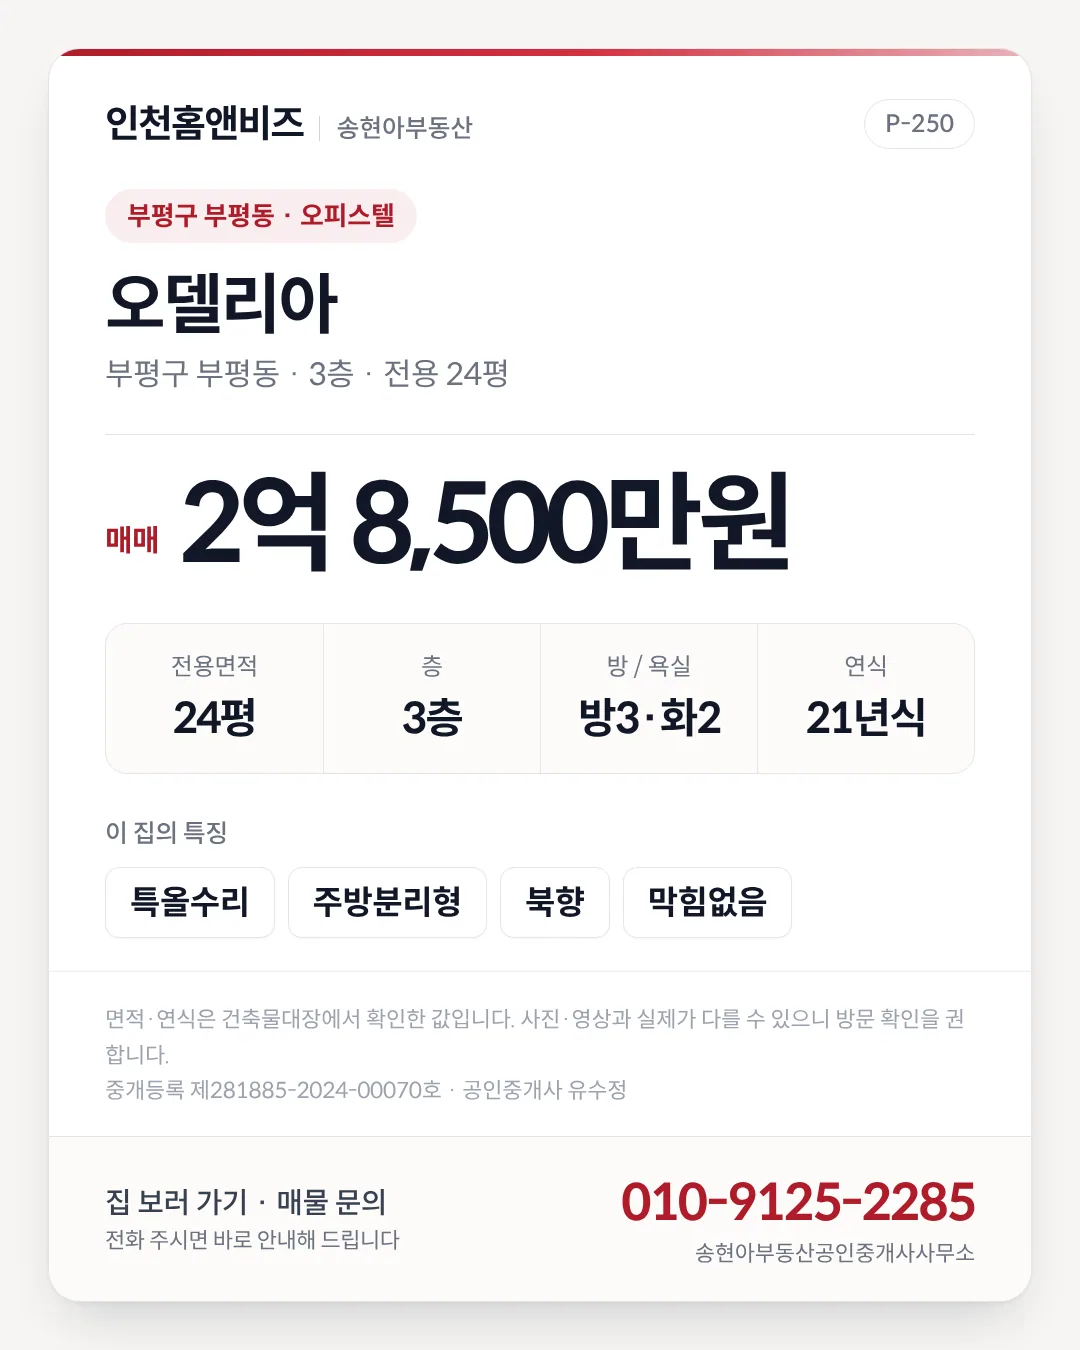 인천홈앤비즈 | 송현아부동산
P-250
부평구 부평동 · 오피스텔
오델리아
부평구 부평동 · 3층 · 전용 24평
매매 2억 8,500만원
전용면적 층 방 / 욕실 연식
24평 3층 방3·화2 21년식
이 집의 특징
특올수리 주방분리형 북향 막힘없음
면적·연식은 건축물대장에서 확인한 값입니다. 사진·영상과 실제가 다를 수 있으니 방문 확인을 권
합니다.
중개등록 제281885-2024-00070호 · 공인중개사 유수정
집 보러 가기 · 매물 문의
전화 주시면 바로 안내해 드립니다
010-9125-2285
송현아부동산공인중개사사무소